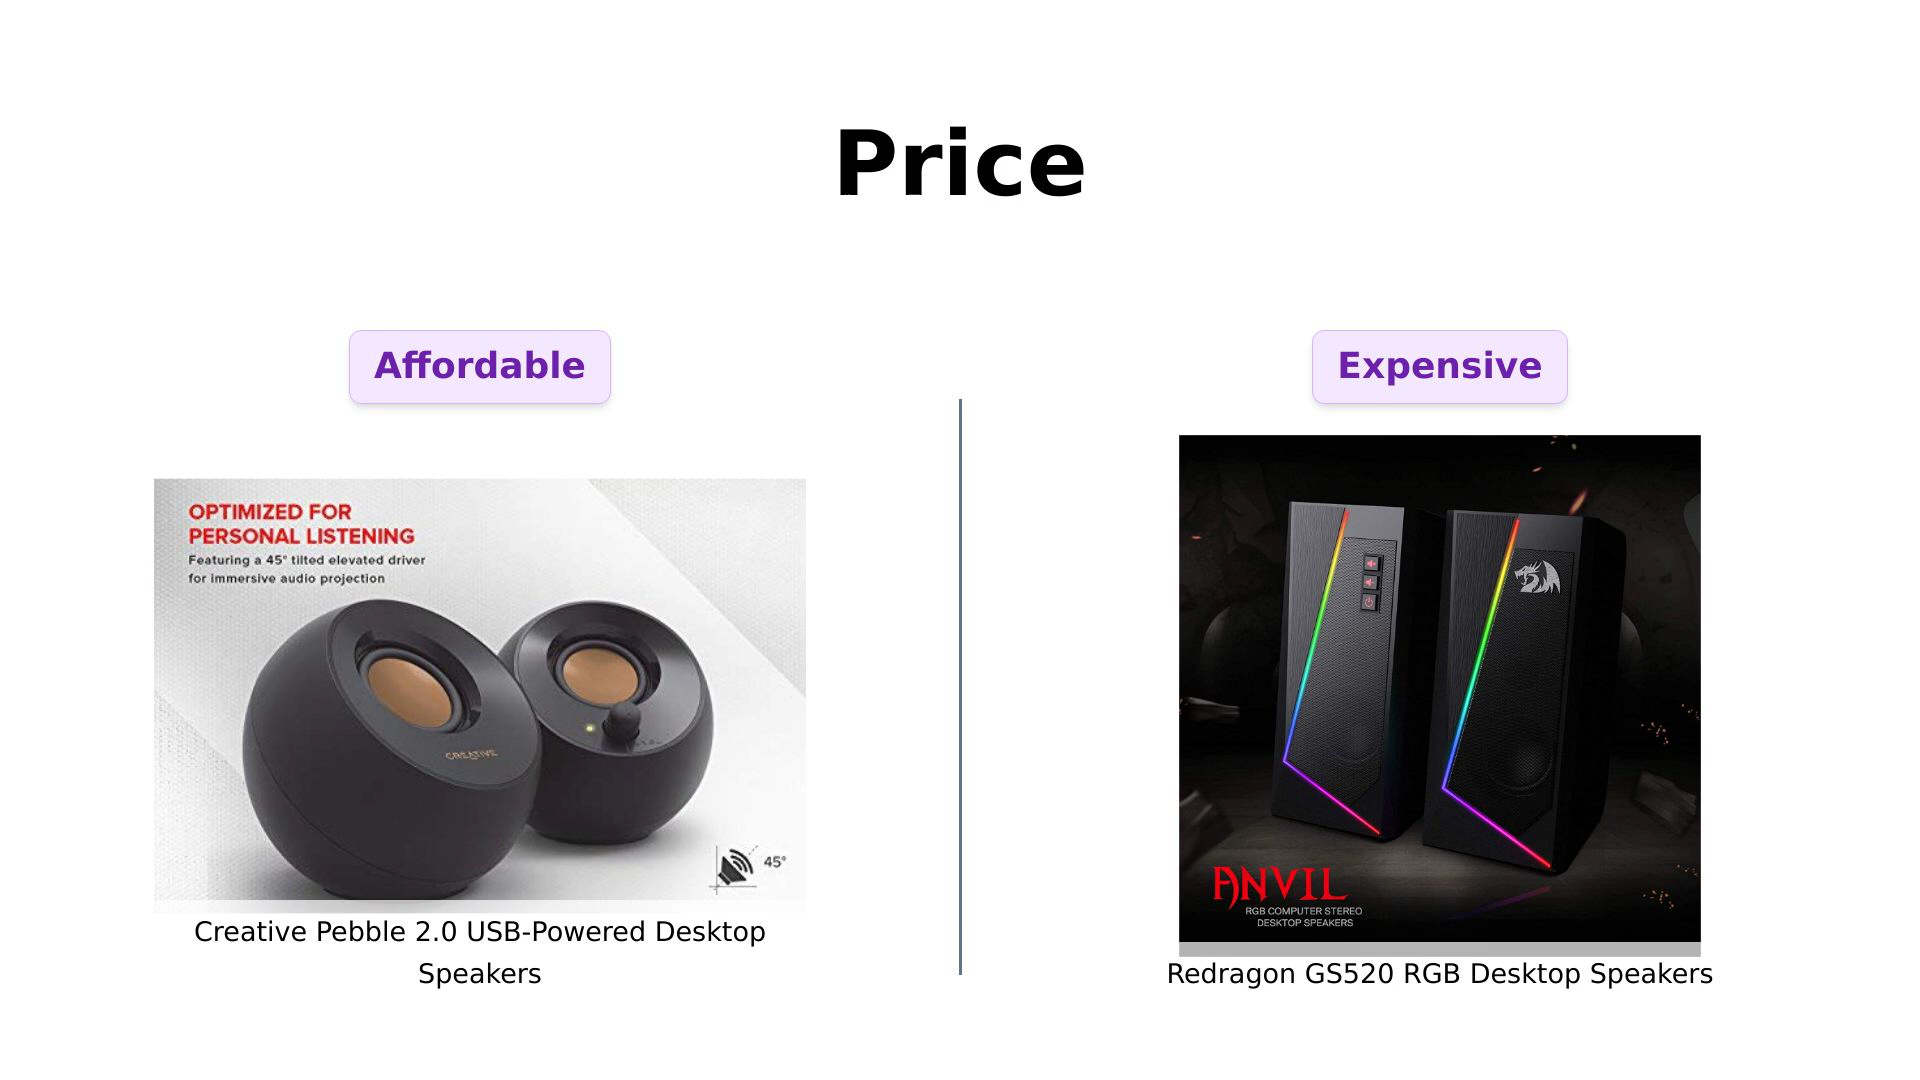 Price
Affordable
Expensive
OPTIMIZED FOR
PERSONAL LISTENING
Featuring a 45° tilted elevated driver
for immersive audio projection
CREATIVE
45°
Creative Pebble 2.0 USB-Powered Desktop
Speakers
ANVIL
RGB COMPUTER STEREO
DESKTOP SPEAKERS
Redragon GS520 RGB Desktop Speakers